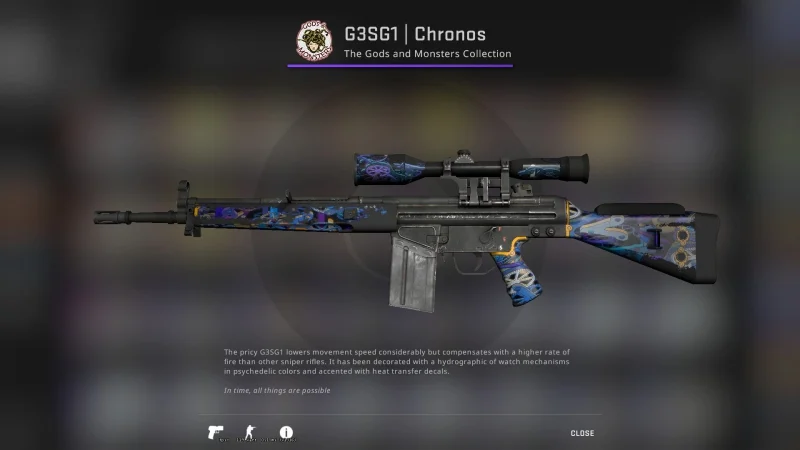 GODS &
MONSTERS
G3SG1 | Chronos
The Gods and Monsters Collection
The pricy G3SG1 lowers movement speed considerably but compensates with a higher rate of
fire than other sniper rifles. It has been decorated with a hydrographic of watch mechanisms
in psychedelic colors and accented with heat transfer decals.
In time, all things are possible
CLOSE